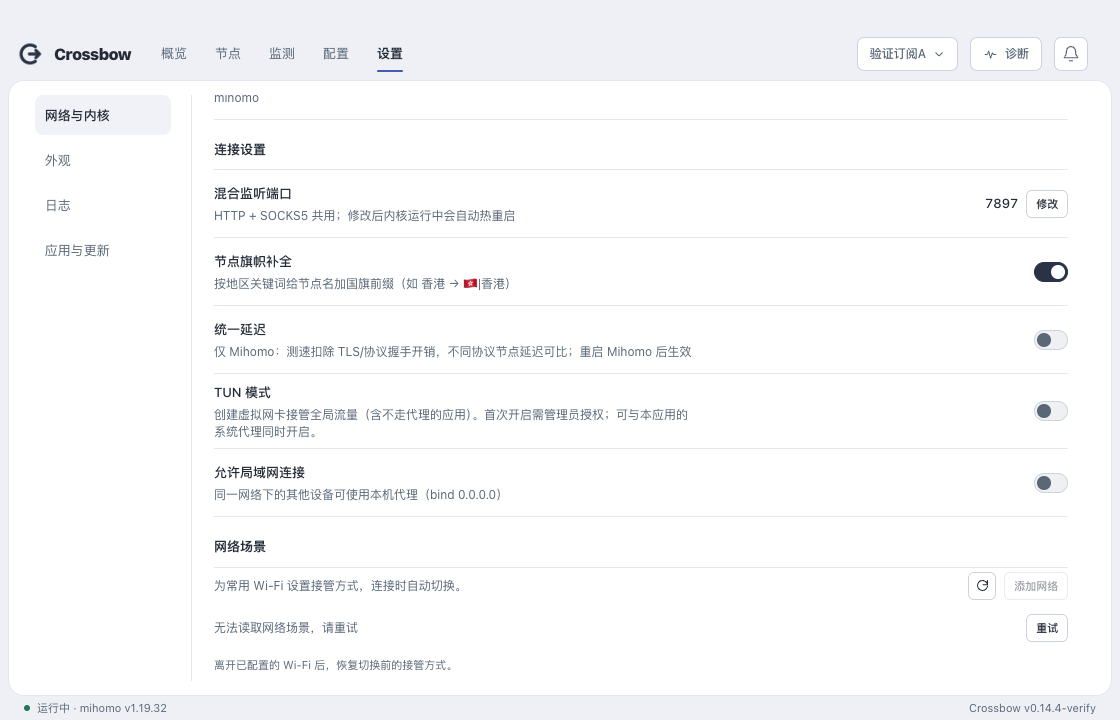 Crossbow 概览 节点 监测 配置 设置 验证订阅A 诊断
网络与内核
外观
日志
应用与更新
mihomo
连接设置
混合监听端口
HTTP + SOCKS5 共用；修改后内核运行中会自动热重启
7897 修改
节点旗帜补全
按地区关键词给节点名加国旗前缀（如 香港 → 🇭🇰|香港）
统一延迟
仅 Mihomo：测速扣除 TLS/协议握手开销，不同协议节点延迟可比；重启 Mihomo 后生效
TUN 模式
创建虚拟网卡接管全局流量（含不走代理的应用）。首次开启需管理员授权；可与本应用的
系统代理同时开启。
允许局域网连接
同一网络下的其他设备可使用本机代理（bind 0.0.0.0）
网络场景
为常用 Wi-Fi 设置接管方式，连接时自动切换。
添加网络
无法读取网络场景，请重试
重试
离开已配置的 Wi-Fi 后，恢复切换前的接管方式。
运行中 · mihomo v1.19.32
Crossbow v0.14.4-verify